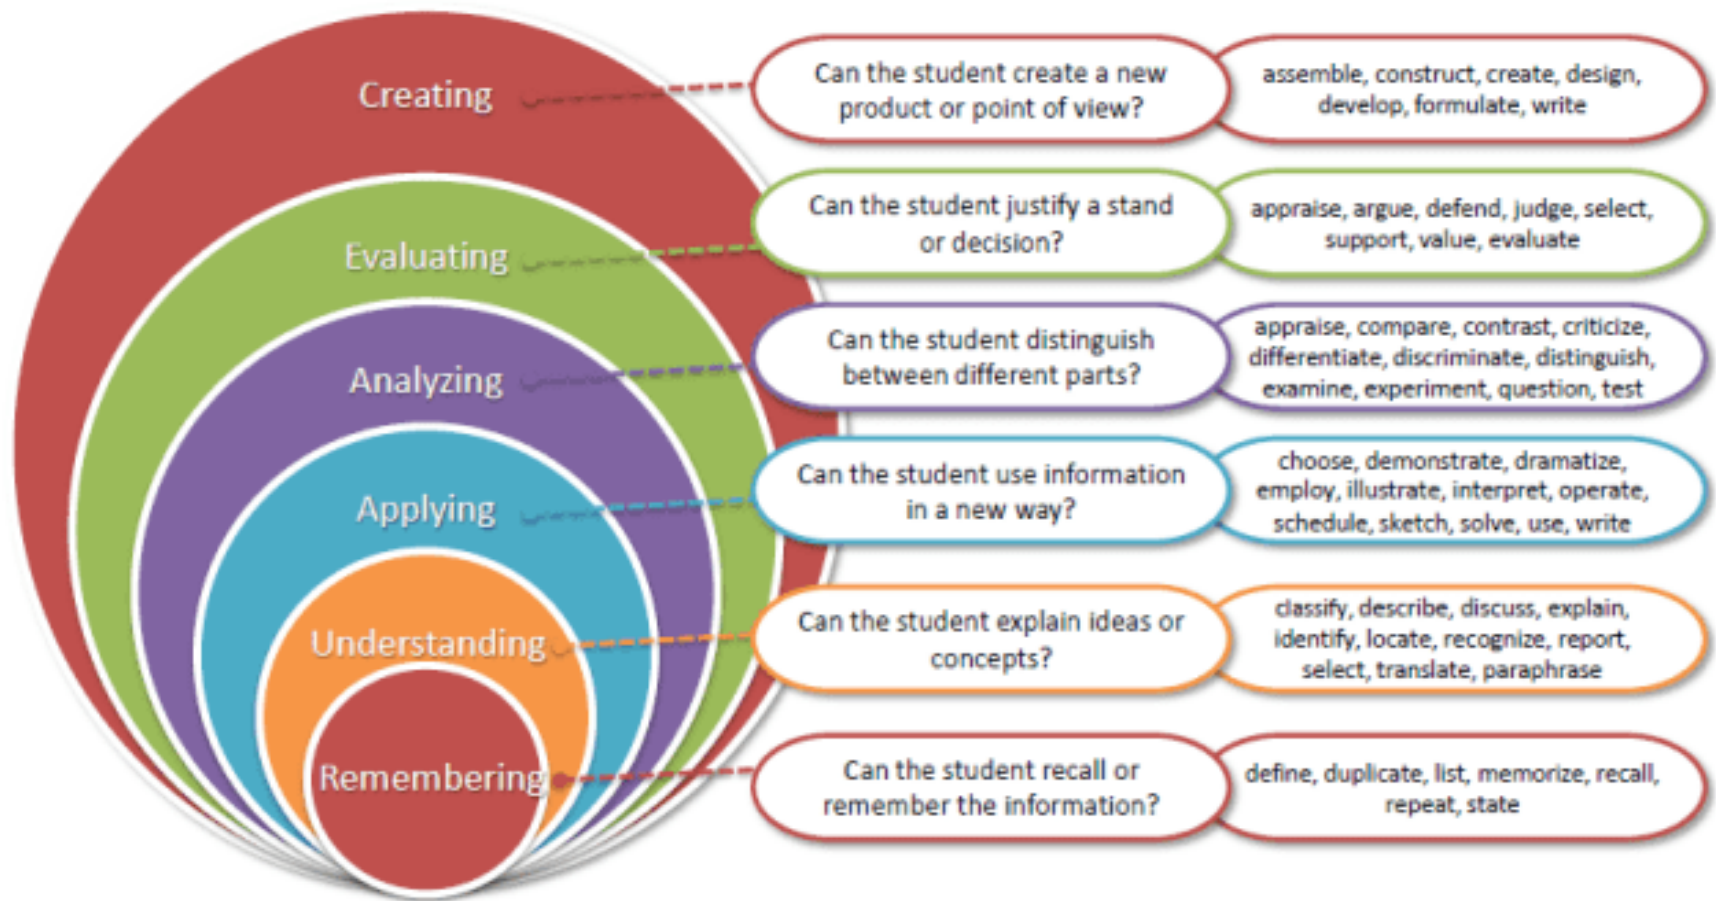 Creating
Can the student create a new
product or point of view?
assemble, construct, create, design,
develop, formulate, write
Evaluating
Can the student justify a stand
or decision?
appraise, argue, defend, judge, select,
support, value, evaluate
Analyzing
Can the student distinguish
between different parts?
appraise, compare, contrast, criticize,
differentiate, discriminate, distinguish,
examine, experiment, question, test
Applying
Can the student use information
in a new way?
choose, demonstrate, dramatize,
employ, illustrate, interpret, operate,
schedule, sketch, solve, use, write
Understanding
Can the student explain ideas or
concepts?
classify, describe, discuss, explain,
identify, locate, recognize, report,
select, translate, paraphrase
Remembering
Can the student recall or
remember the information?
define, duplicate, list, memorize, recall,
repeat, state